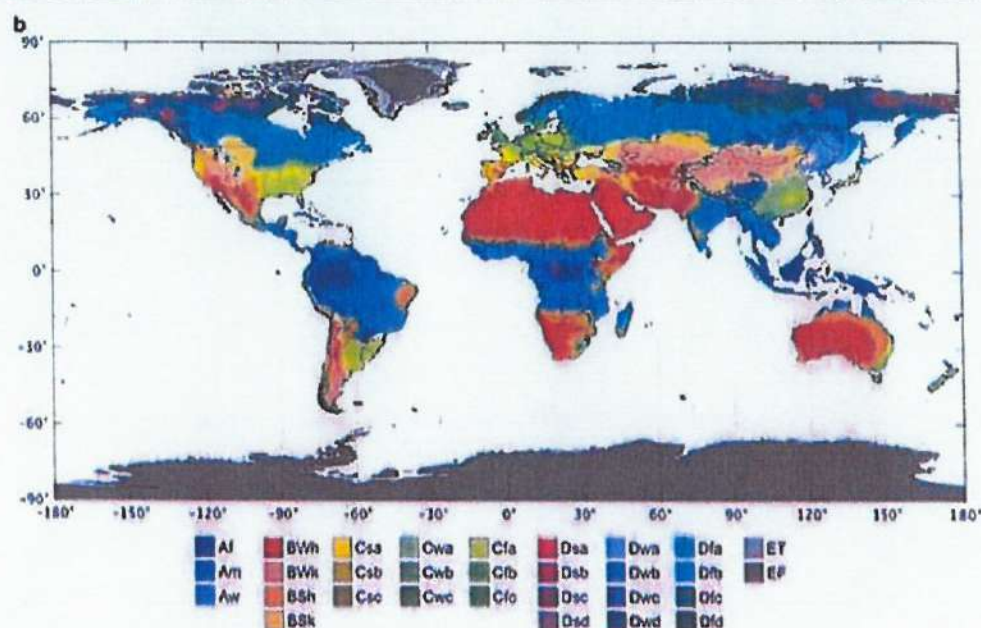 b
90°
60°
30°
0°
-30°
-60°
-90°
-180° -150° -120° -90° -60° -30° 0° 30° 60° 90° 120° 150° 180°
Af BWh Csa Cwa Cfa Dsa Dwa Dfa ET
Am BWk Csb Cwb Cfb Dsb Dwb Dfb EF
Aw BSh Csc Cwc Cfc Dsc Dwc Dfc
BSk Dsd Dwd Dfd